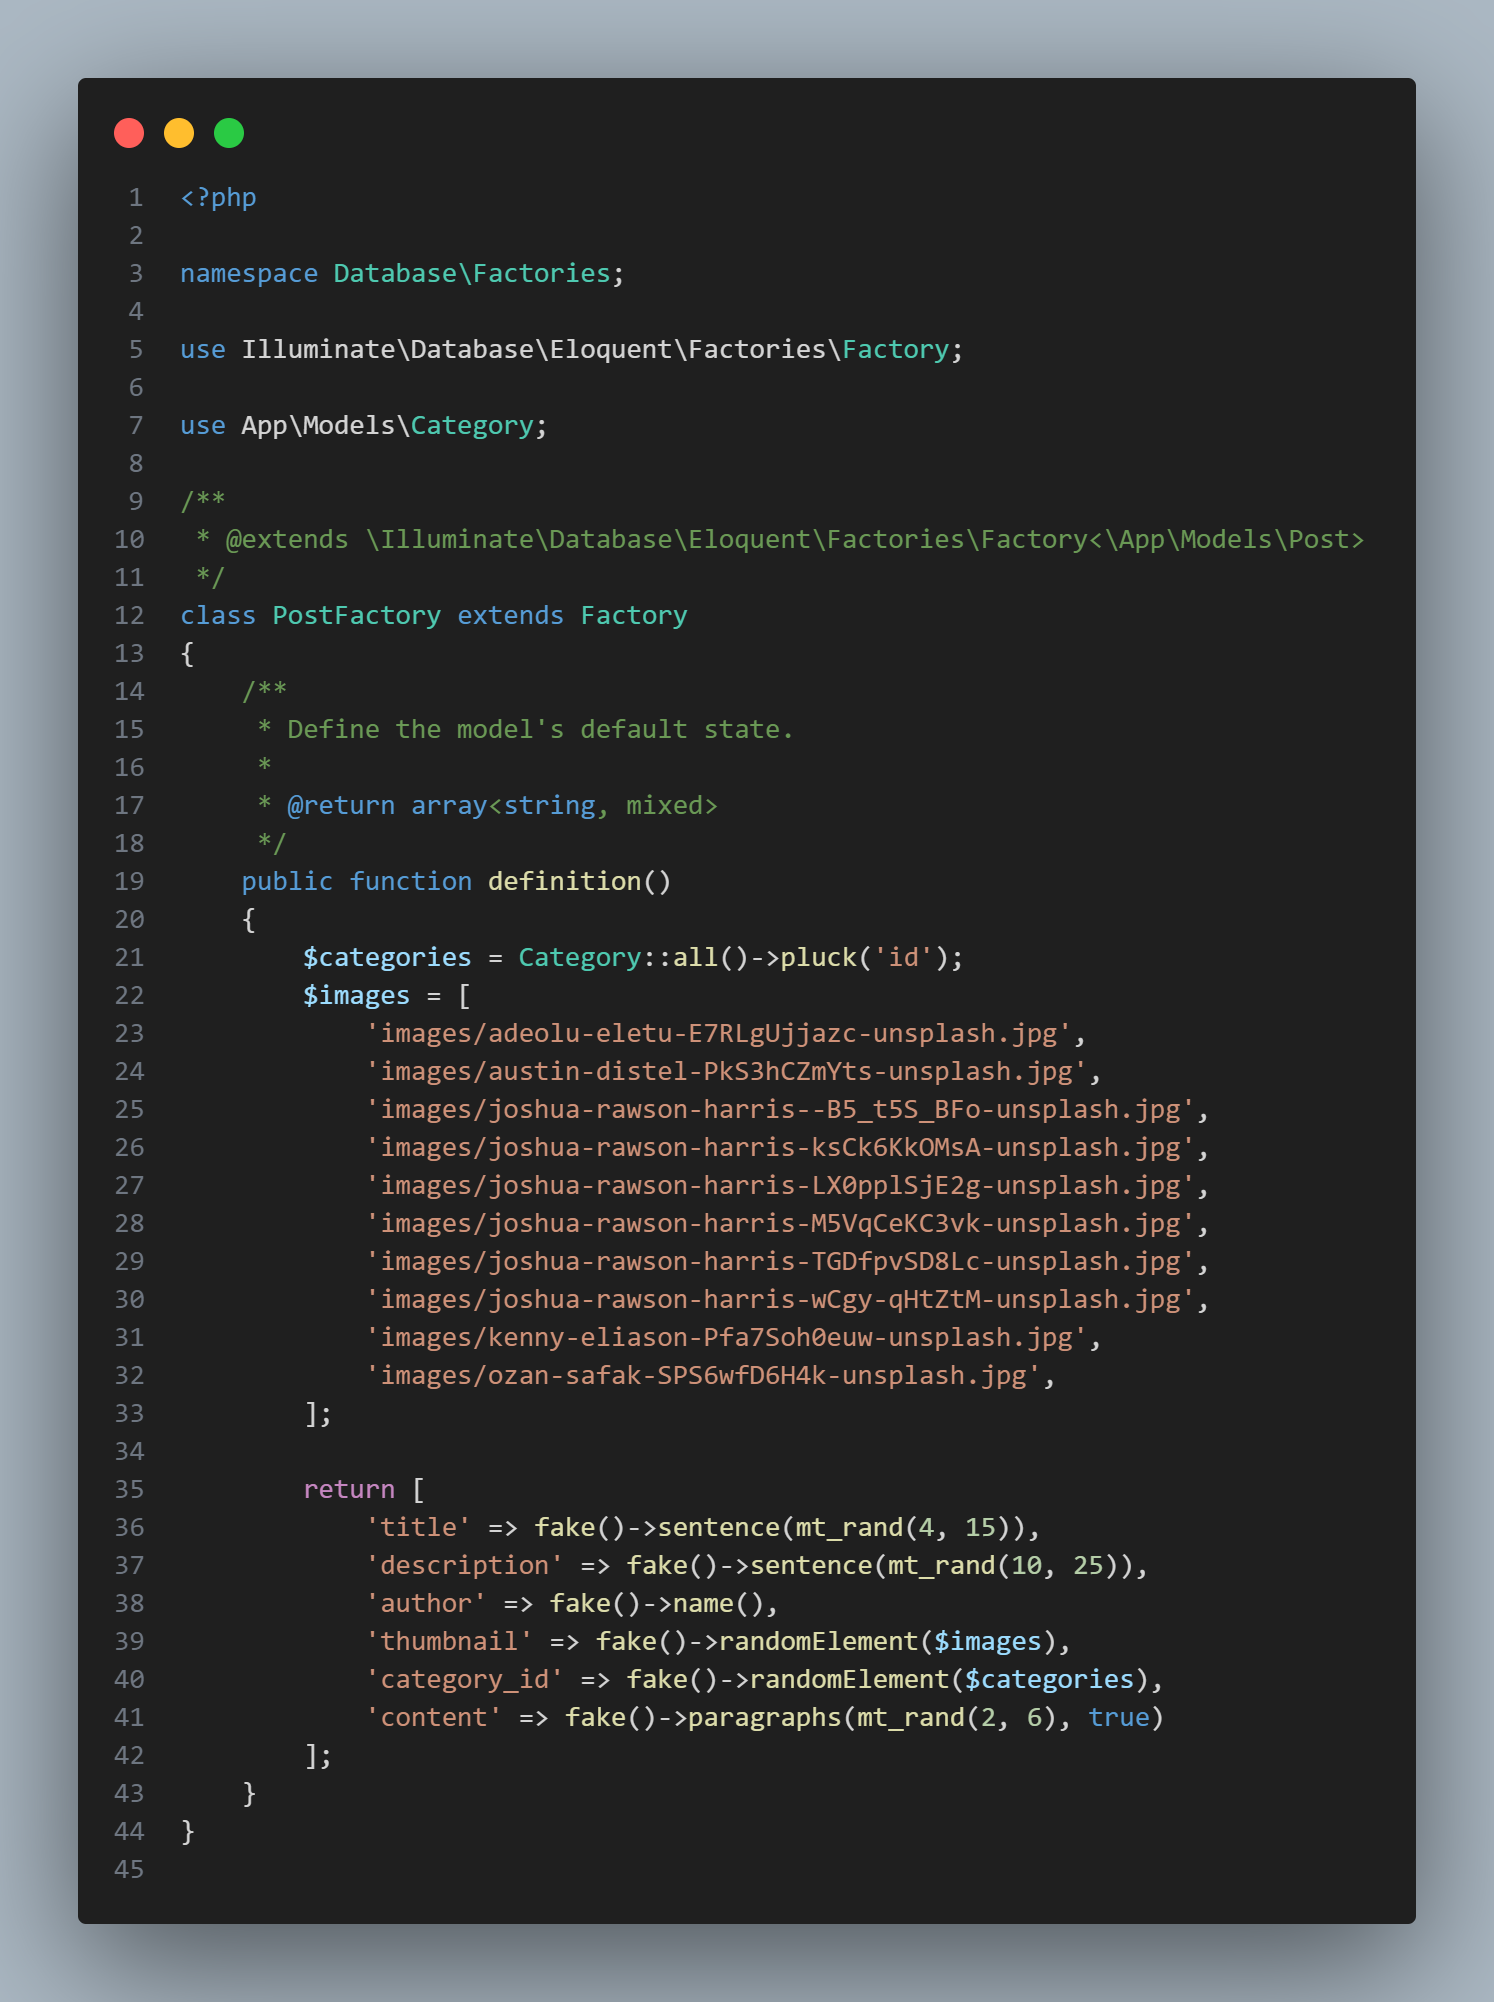 1 <?php
2
3 namespace Database\Factories;
4
5 use Illuminate\Database\Eloquent\Factories\Factory;
6
7 use App\Models\Category;
8
9 /**
10  * @extends \Illuminate\Database\Eloquent\Factories\Factory<\App\Models\Post>
11  */
12 class PostFactory extends Factory
13 {
14     /**
15      * Define the model's default state.
16      *
17      * @return array<string, mixed>
18      */
19     public function definition()
20     {
21         $categories = Category::all()->pluck('id');
22         $images = [
23             'images/adeolu-eletu-E7RLgUjjazc-unsplash.jpg',
24             'images/austin-distel-PkS3hCZmYts-unsplash.jpg',
25             'images/joshua-rawson-harris--B5_t5S_BFo-unsplash.jpg',
26             'images/joshua-rawson-harris-ksCk6KkOMsA-unsplash.jpg',
27             'images/joshua-rawson-harris-LX0pplSjE2g-unsplash.jpg',
28             'images/joshua-rawson-harris-M5VqCeKC3vk-unsplash.jpg',
29             'images/joshua-rawson-harris-TGDfpvSD8Lc-unsplash.jpg',
30             'images/joshua-rawson-harris-wCgy-qHtZtM-unsplash.jpg',
31             'images/kenny-eliason-Pfa7Soh0euw-unsplash.jpg',
32             'images/ozan-safak-SPS6wfD6H4k-unsplash.jpg',
33         ];
34
35         return [
36             'title' => fake()->sentence(mt_rand(4, 15)),
37             'description' => fake()->sentence(mt_rand(10, 25)),
38             'author' => fake()->name(),
39             'thumbnail' => fake()->randomElement($images),
40             'category_id' => fake()->randomElement($categories),
41             'content' => fake()->paragraphs(mt_rand(2, 6), true)
42         ];
43     }
44 }
45